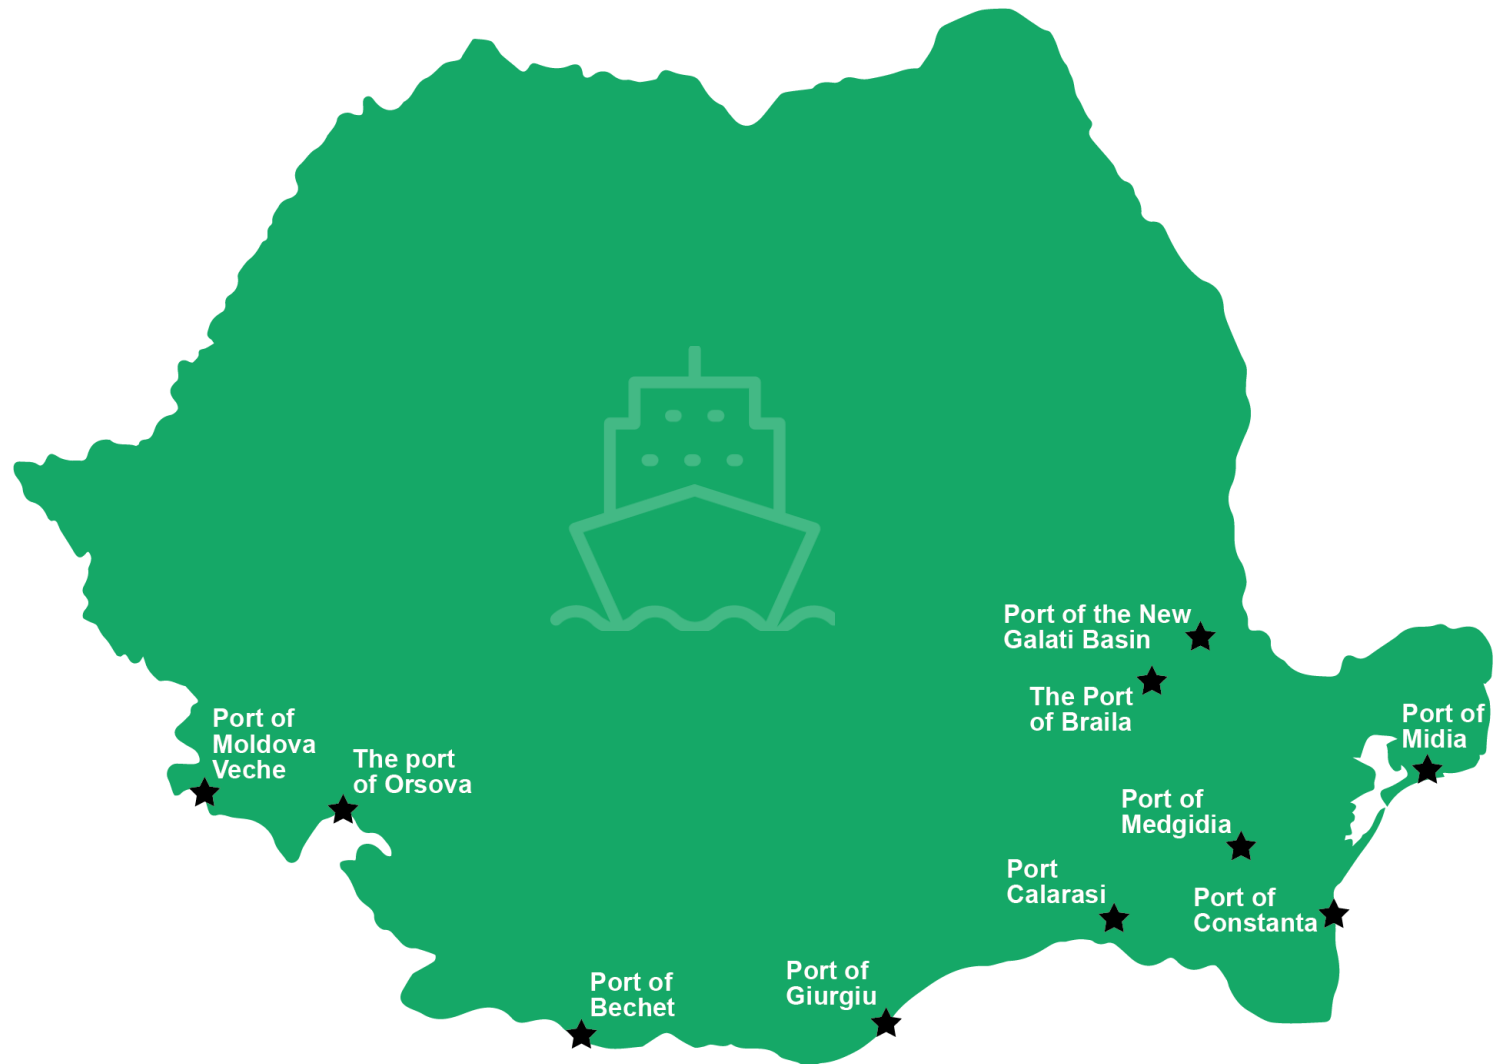 Port of the New
Galati Basin
The Port
of Braila
Port of
Midia
Port of
Moldova
Veche
The port
of Orsova
Port of
Medgidia
Port
Calarasi
Port of
Constanta
Port of
Bechet
Port of
Giurgiu